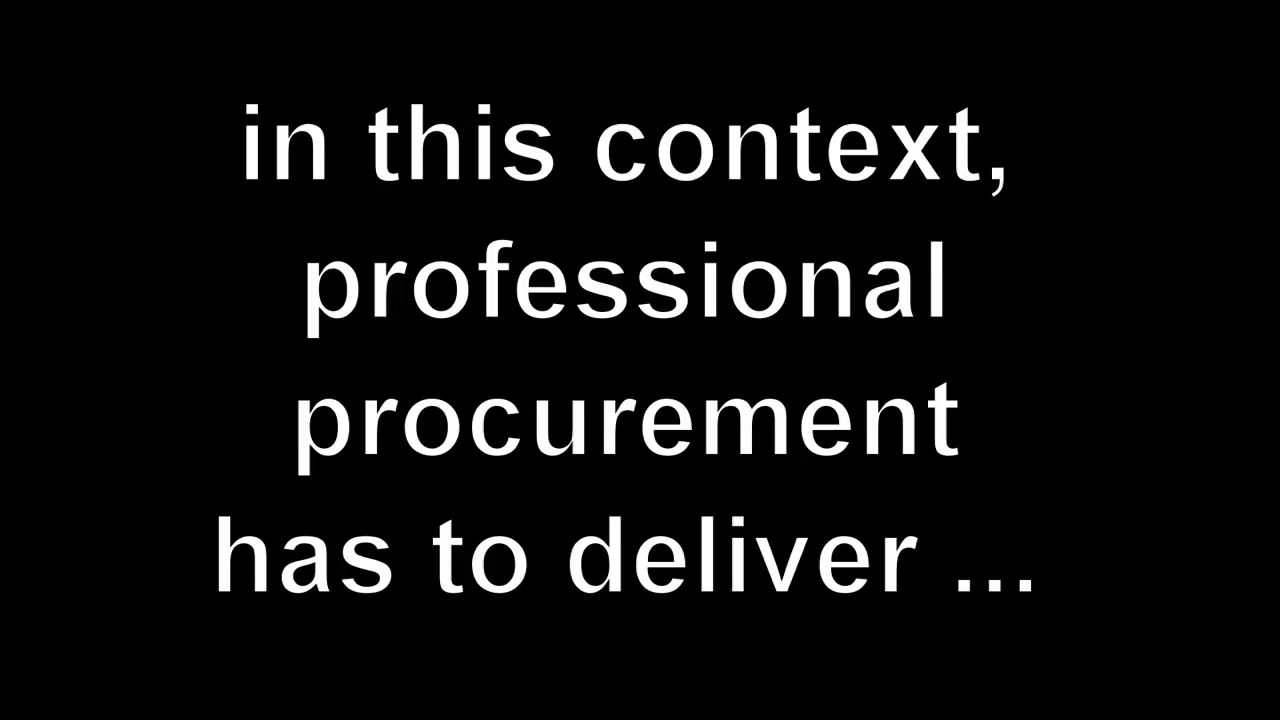 in this context,
professional
procurement
has to deliver ...